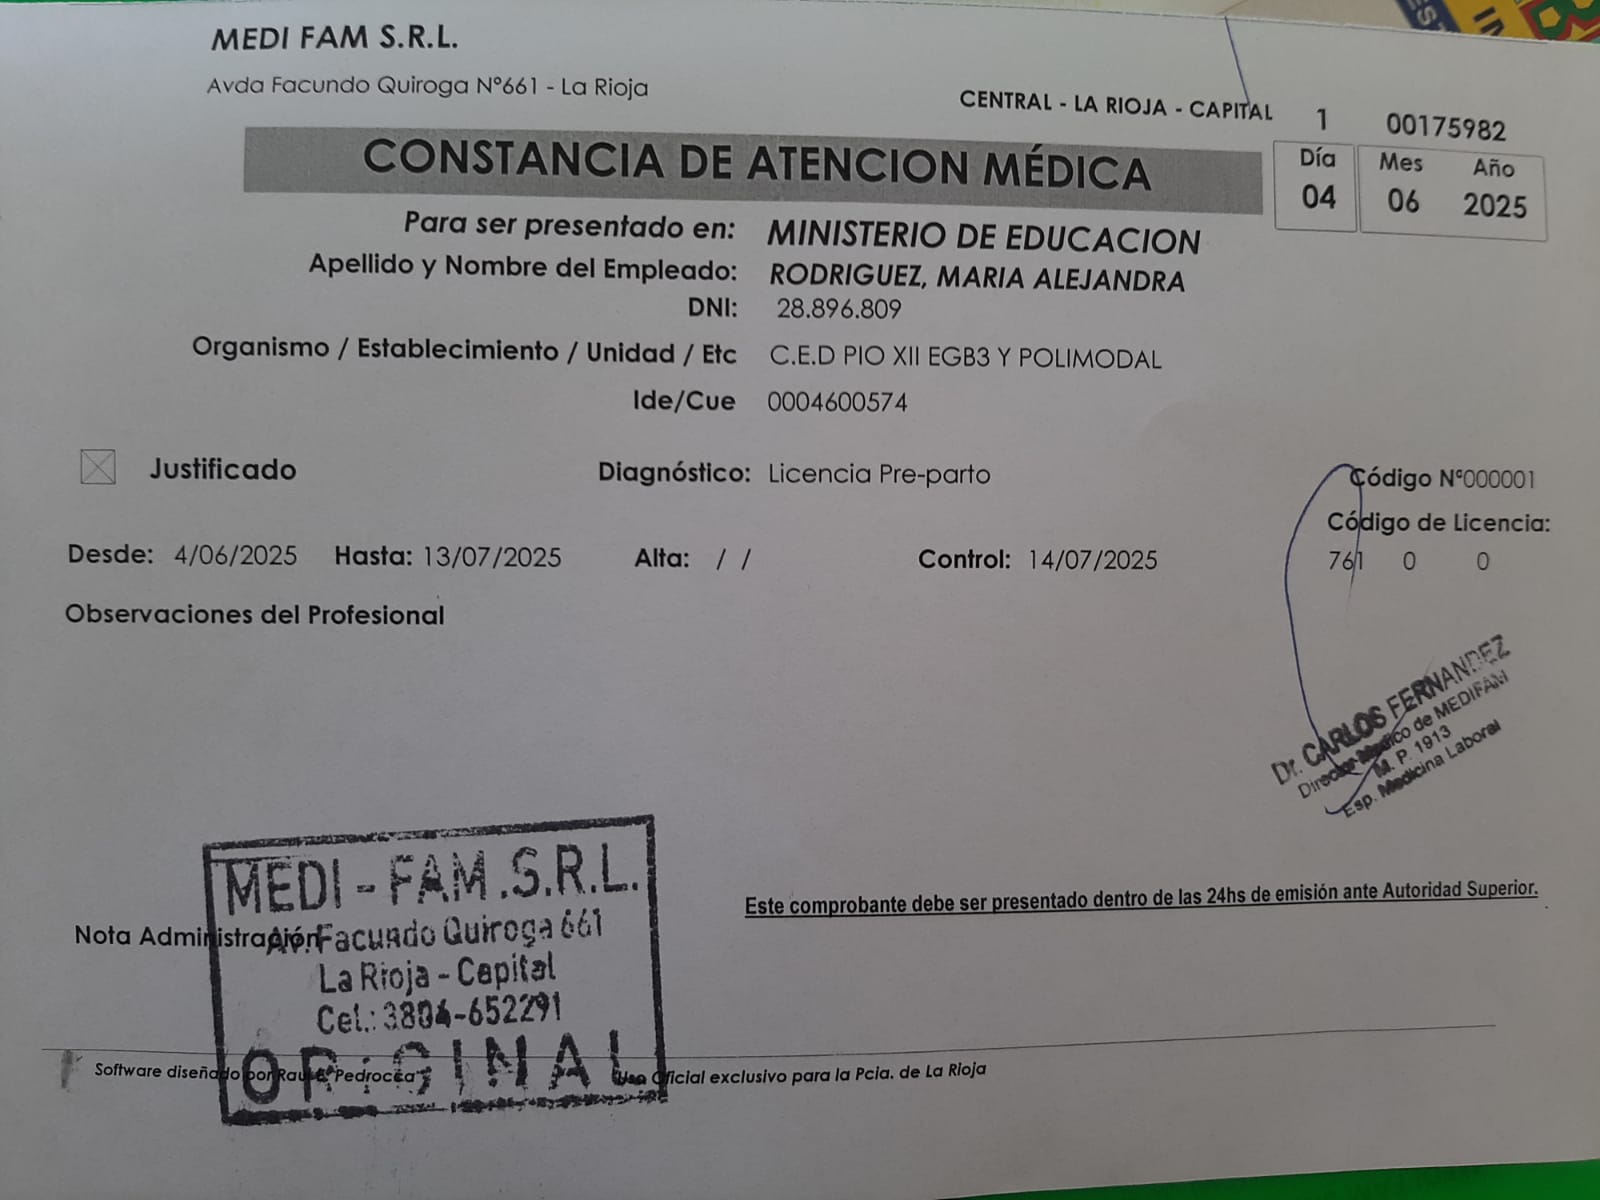 MEDI FAM S.R.L.
Avda Facundo Quiroga Nº661 - La Rioja
CENTRAL - LA RIOJA - CAPITAL 1 00175982
CONSTANCIA DE ATENCION MÉDICA
Día Mes Año
04 06 2025
Para ser presentado en: MINISTERIO DE EDUCACION
Apellido y Nombre del Empleado: RODRIGUEZ, MARIA ALEJANDRA
DNI: 28.896.809
Organismo / Establecimiento / Unidad / Etc C.E.D PIO XII EGB3 Y POLIMODAL
Ide/Cue 0004600574
Justificado Diagnóstico: Licencia Pre-parto Código Nº000001
Código de Licencia:
Desde: 4/06/2025 Hasta: 13/07/2025 Alta: / / Control: 14/07/2025 761 0 0
Observaciones del Profesional
Dr. CARLOS FERNANDEZ
Director Medico de MEDIFAM
M. P. 1913
Esp. Medicina Laboral
MEDI - FAM .S.R.L.
Av. Facundo Quiroga 661
La Rioja - Capital
Cel.: 3804-652291
ORIGINAL
Este comprobante debe ser presentado dentro de las 24hs de emisión ante Autoridad Superior.
Nota Administración
Software diseñado por Raul Pedrocca
Uso Oficial exclusivo para la Pcia. de La Rioja